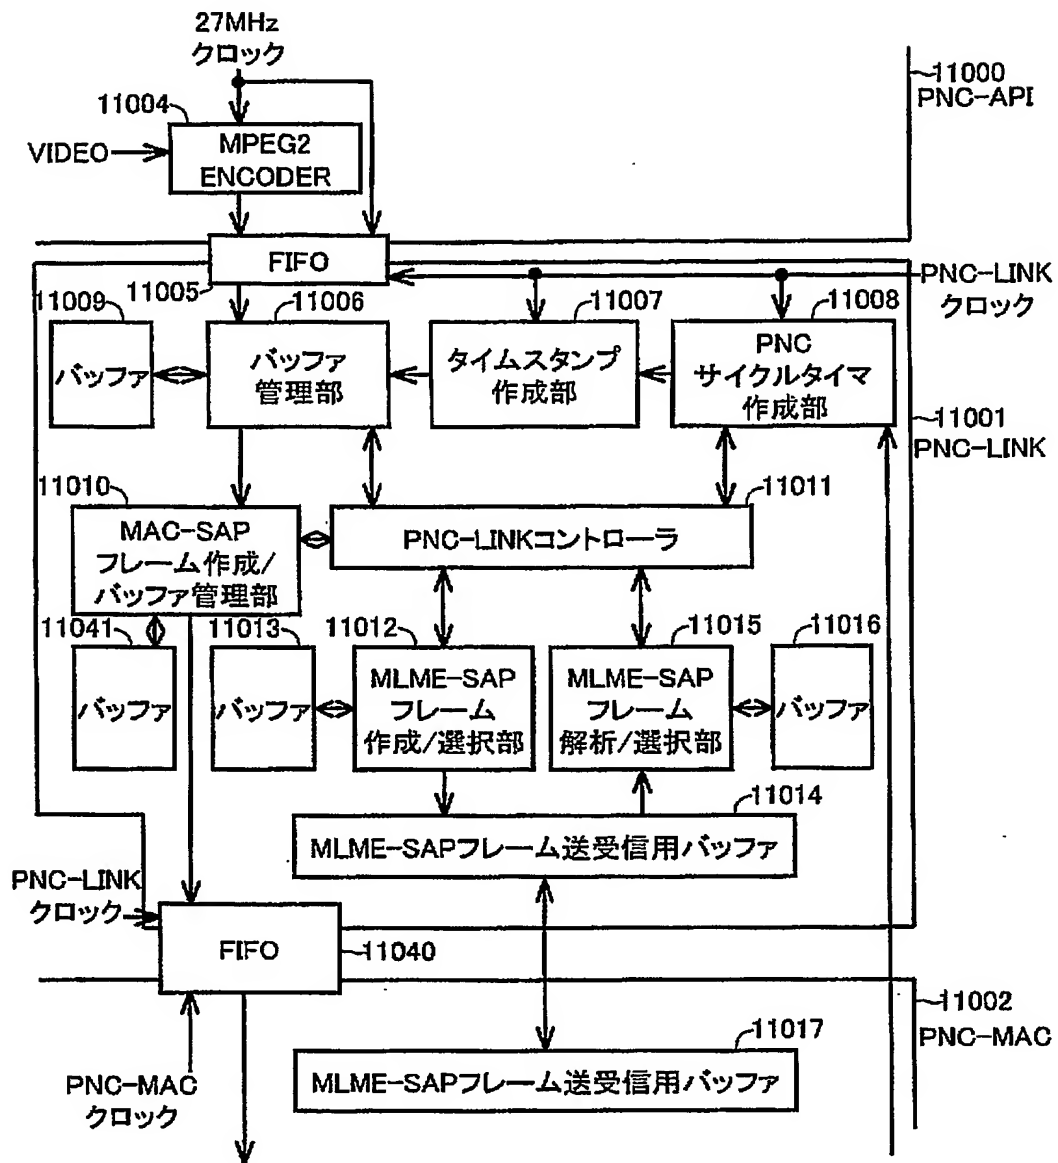 27MHz
クロック
11000
PNC-API
11004
MPEG2
ENCODER
VIDEO
FIFO
11005
PNC-LINK
クロック
11009
バッファ
11006
バッファ
管理部
11007
タイムスタンプ
作成部
11008
PNC
サイクルタイマ
作成部
11001
PNC-LINK
11010
MAC-SAP
フレーム作成/
バッファ管理部
11011
PNC-LINKコントローラ
11041
バッファ
11013
バッファ
11012
MLME-SAP
フレーム
作成/選択部
11015
MLME-SAP
フレーム
解析/選択部
11016
バッファ
11014
MLME-SAPフレーム送受信用バッファ
PNC-LINK
クロック
FIFO
11040
11002
PNC-MAC
PNC-MAC
クロック
11017
MLME-SAPフレーム送受信用バッファ